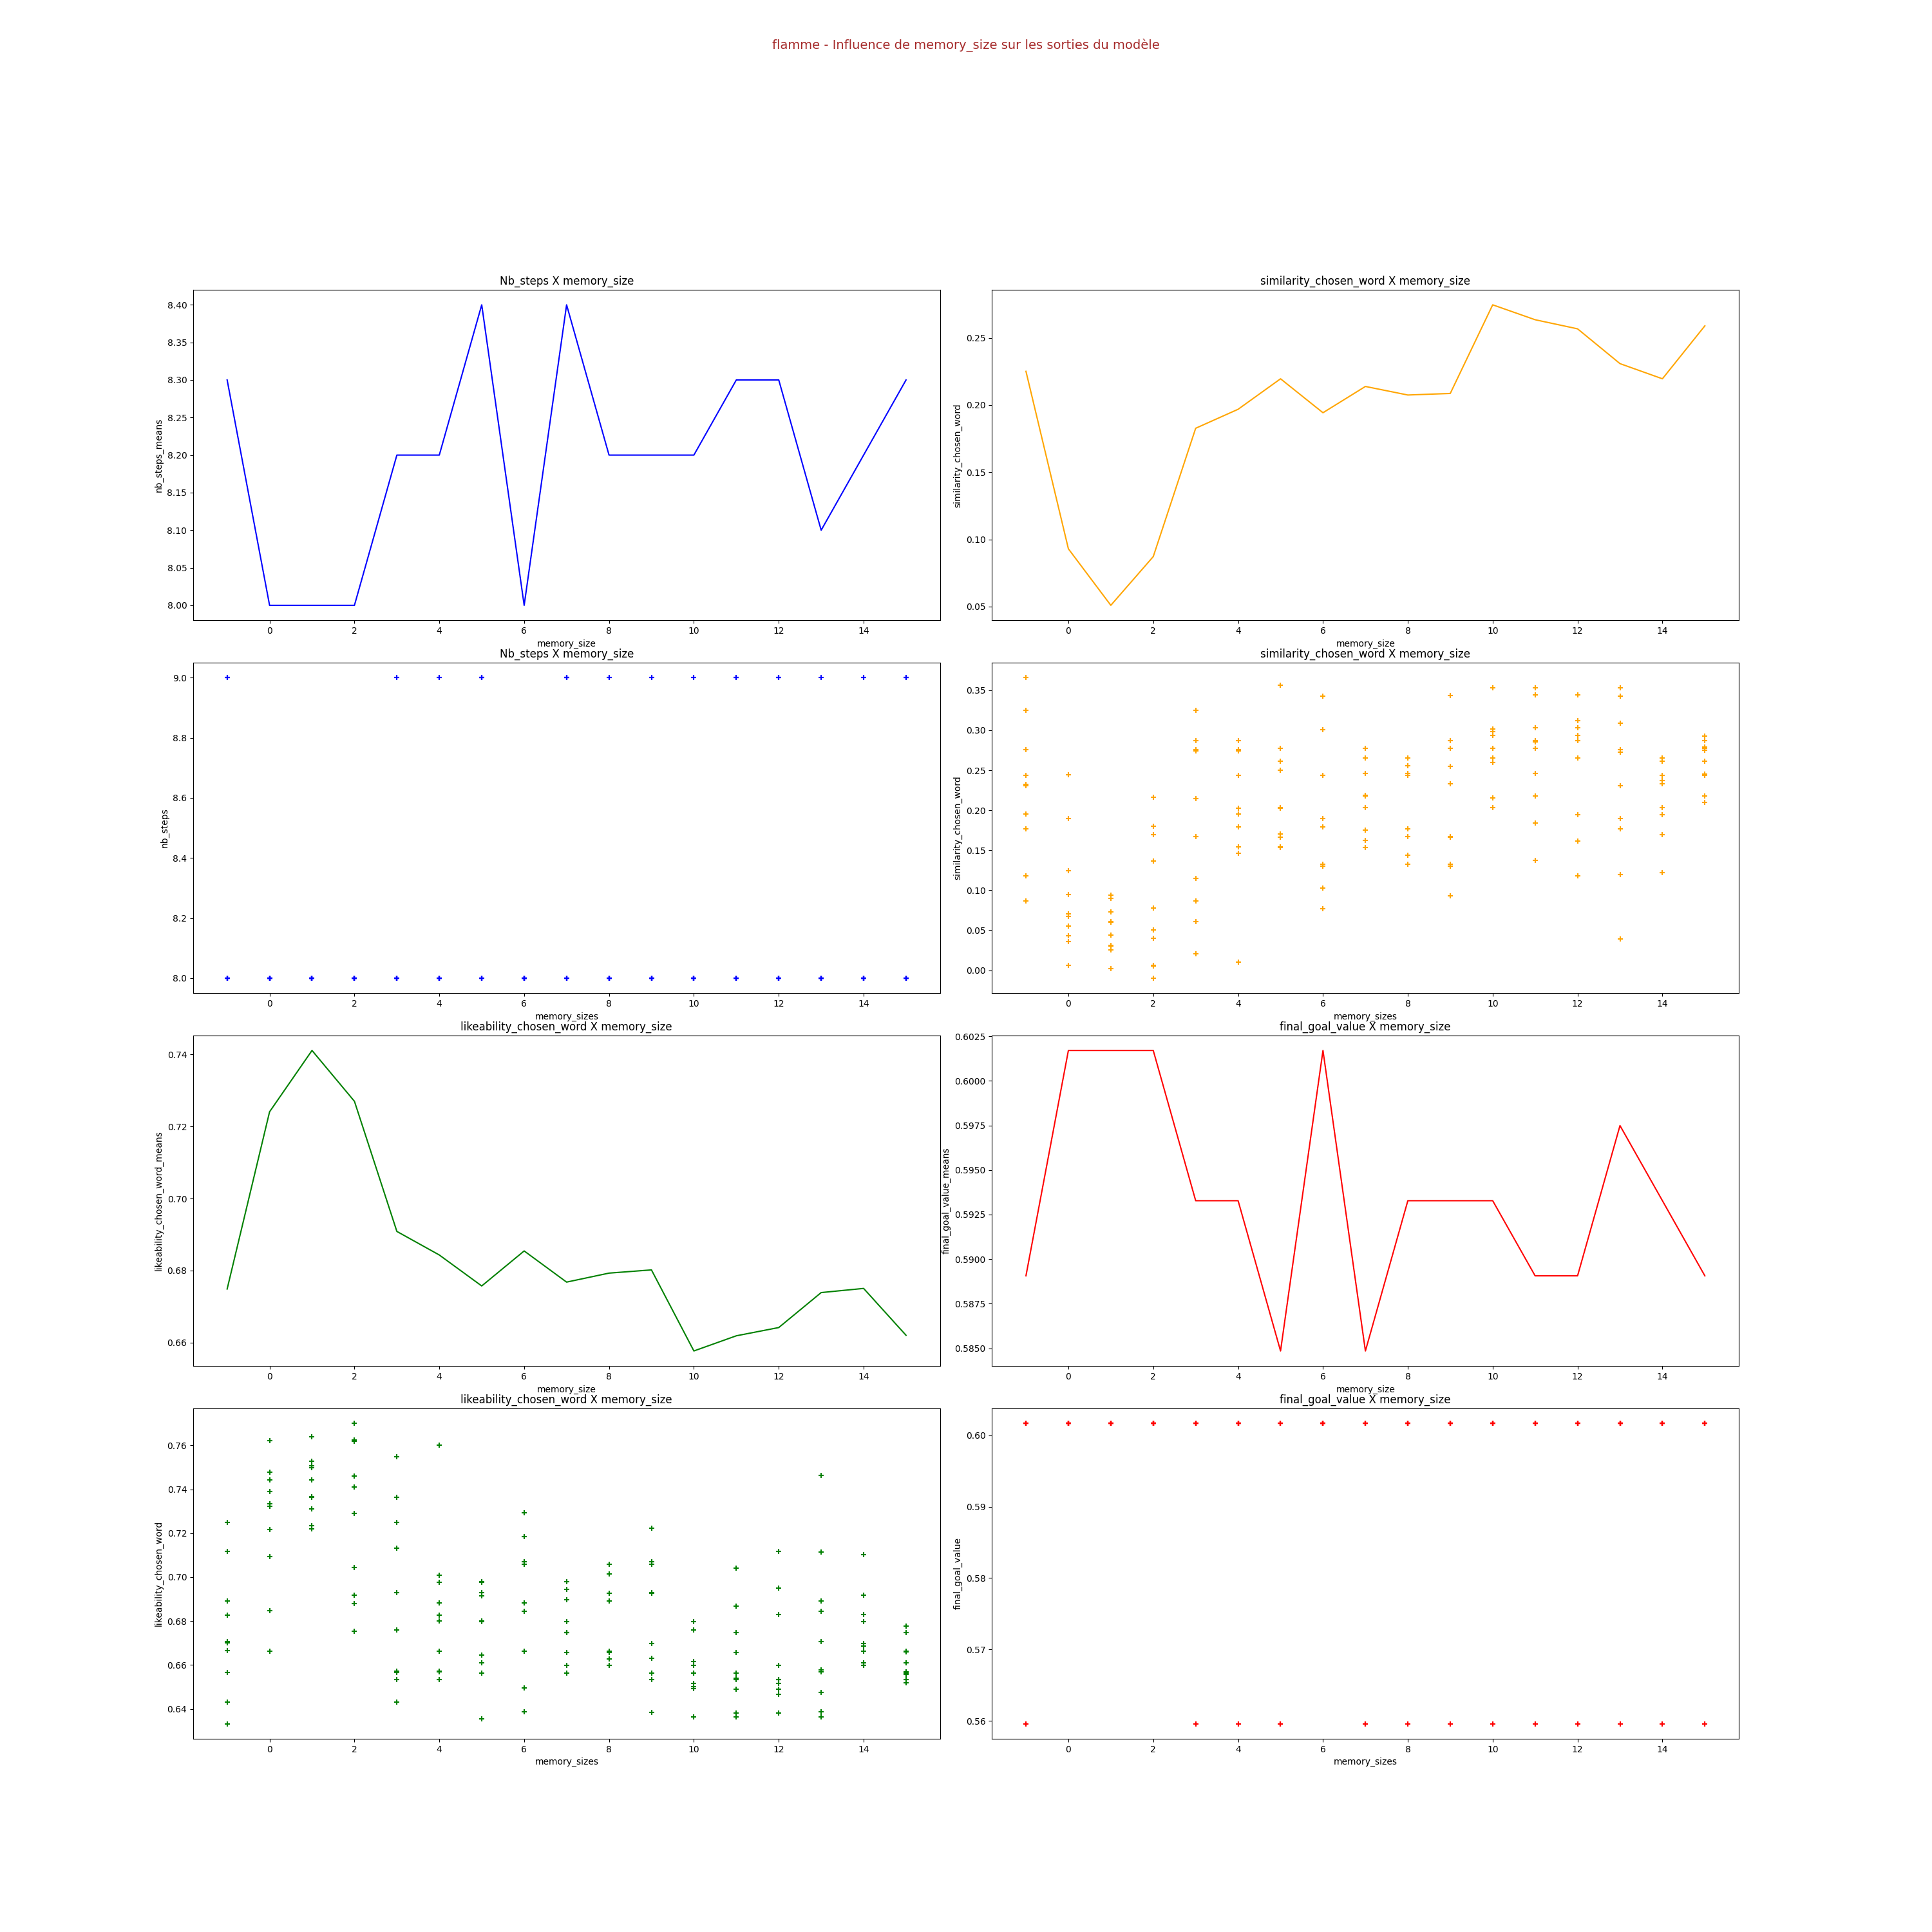 flamme - Influence de memory_size sur les sorties du modèle
Nb_steps X memory_size
nb_steps_means
8.40
8.35
8.30
8.25
8.20
8.15
8.10
8.05
8.00
0 2 4 6 8 10 12 14
memory_size
similarity_chosen_word X memory_size
similarity_chosen_word
0.25
0.20
0.15
0.10
0.05
0 2 4 6 8 10 12 14
memory_size
Nb_steps X memory_size
nb_steps
9.0
8.8
8.6
8.4
8.2
8.0
0 2 4 6 8 10 12 14
memory_sizes
similarity_chosen_word X memory_size
similarity_chosen_word
0.35
0.30
0.25
0.20
0.15
0.10
0.05
0.00
0 2 4 6 8 10 12 14
memory_sizes
likeability_chosen_word X memory_size
likeability_chosen_word_means
0.74
0.72
0.70
0.68
0.66
0 2 4 6 8 10 12 14
memory_size
final_goal_value X memory_size
final_goal_value_means
0.6025
0.6000
0.5975
0.5950
0.5925
0.5900
0.5875
0.5850
0 2 4 6 8 10 12 14
memory_size
likeability_chosen_word X memory_size
likeability_chosen_word
0.76
0.74
0.72
0.70
0.68
0.66
0.64
0 2 4 6 8 10 12 14
memory_sizes
final_goal_value X memory_size
final_goal_value
0.60
0.59
0.58
0.57
0.56
0 2 4 6 8 10 12 14
memory_sizes